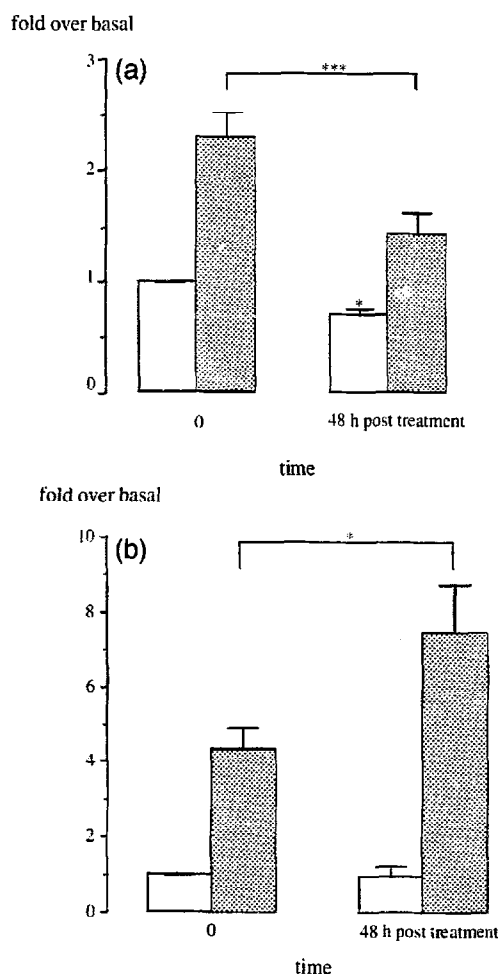 fold over basal
(a)
3
***
2
1
*
0
0
48 h post treatment
time
fold over basal
(b)
10
*
8
6
4
2
0
0
48 h post treatment
time